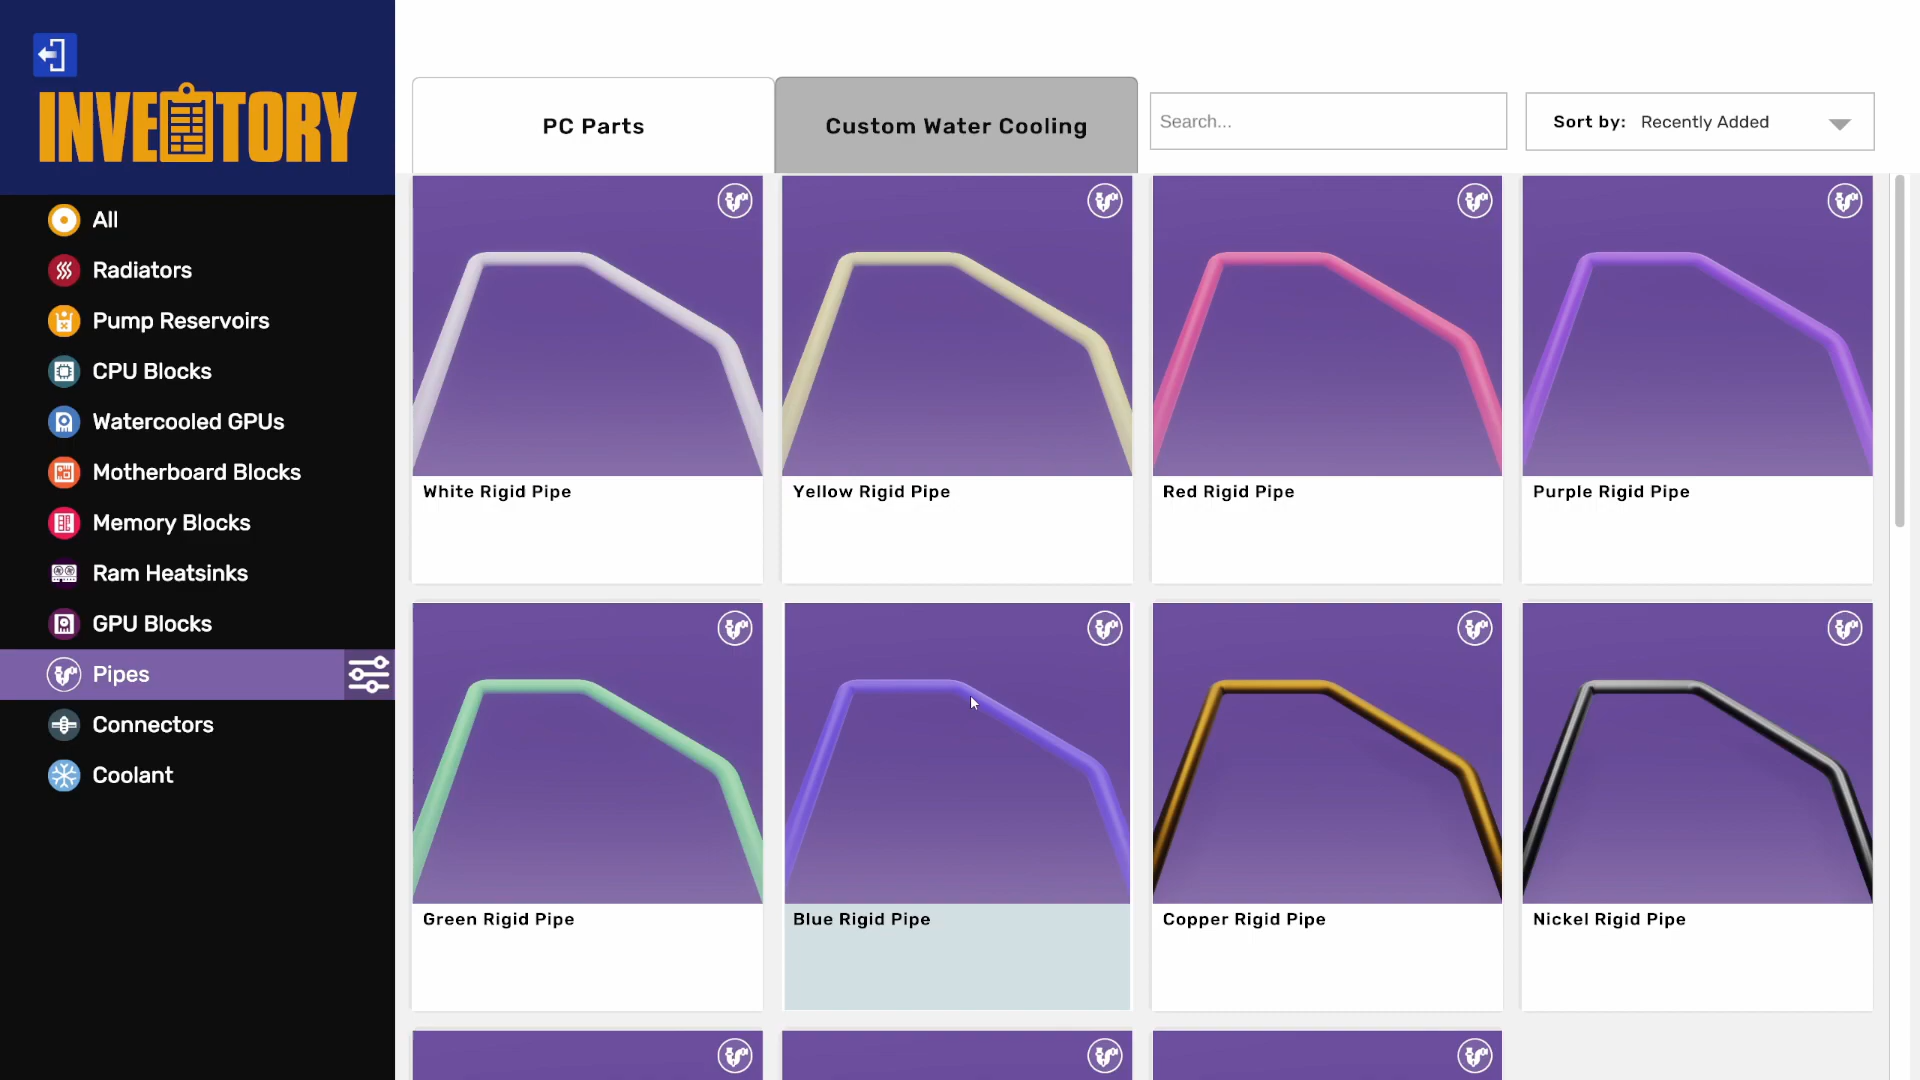 INVENTORY
All
Radiators
Pump Reservoirs
CPU Blocks
Watercooled GPUs
Motherboard Blocks
Memory Blocks
Ram Heatsinks
GPU Blocks
Pipes
Connectors
Coolant
PC Parts
Custom Water Cooling
Search...
Sort by: Recently Added
White Rigid Pipe
Yellow Rigid Pipe
Red Rigid Pipe
Purple Rigid Pipe
Green Rigid Pipe
Blue Rigid Pipe
Copper Rigid Pipe
Nickel Rigid Pipe